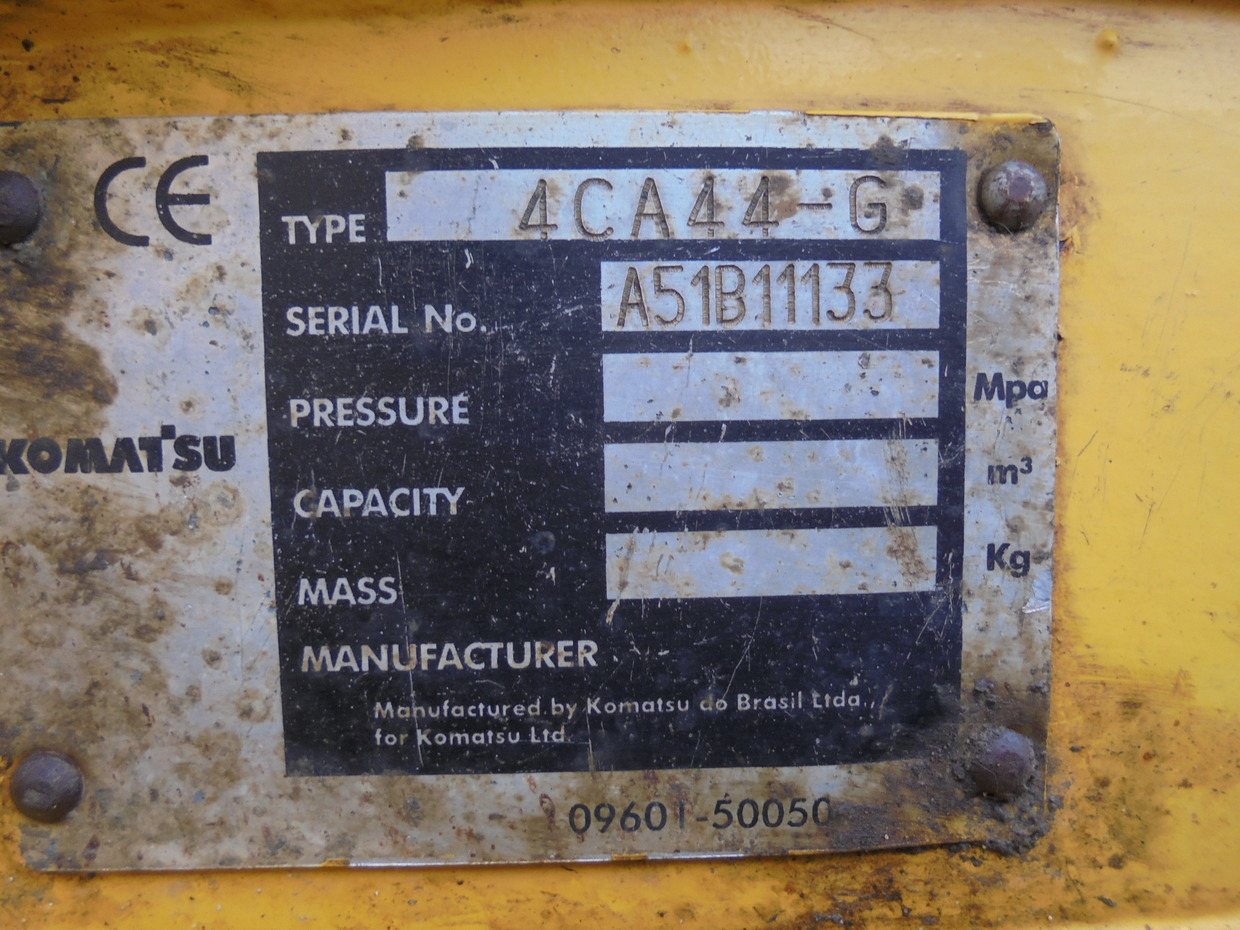 CE
TYPE 4CA44-G
SERIAL No. A51B11133
PRESSURE Mpa
KOMATSU
CAPACITY m³
MASS Kg
MANUFACTURER
Manufactured by Komatsu do Brasil Ltda.,
for Komatsu Ltd.
09601-50050